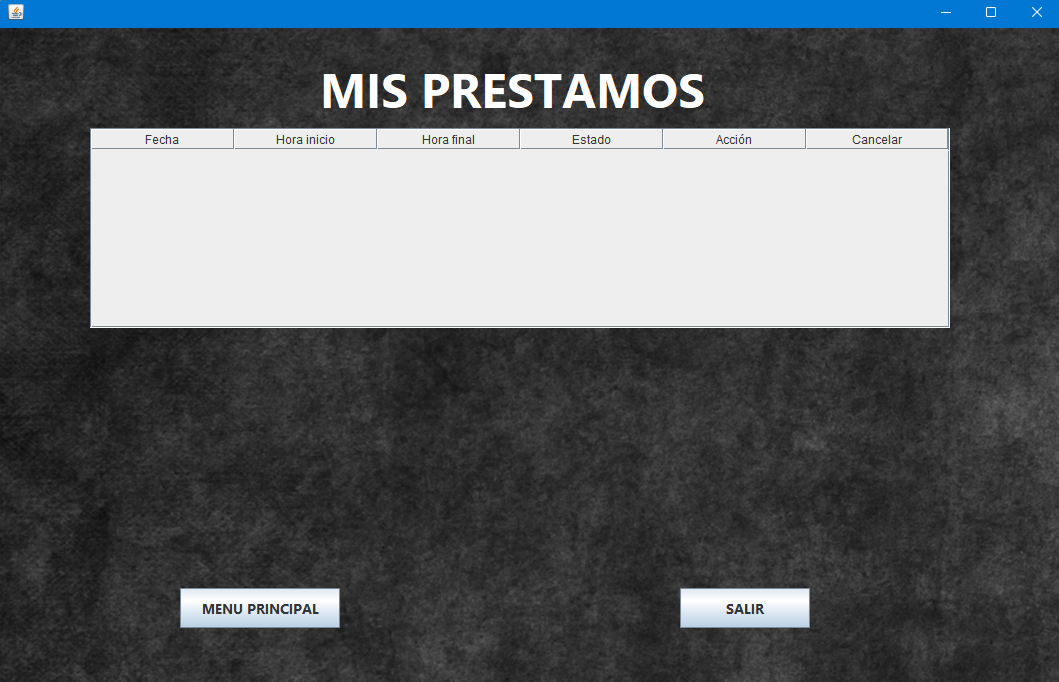 MIS PRESTAMOS
Fecha Hora inicio Hora final Estado Acción Cancelar
MENU PRINCIPAL SALIR